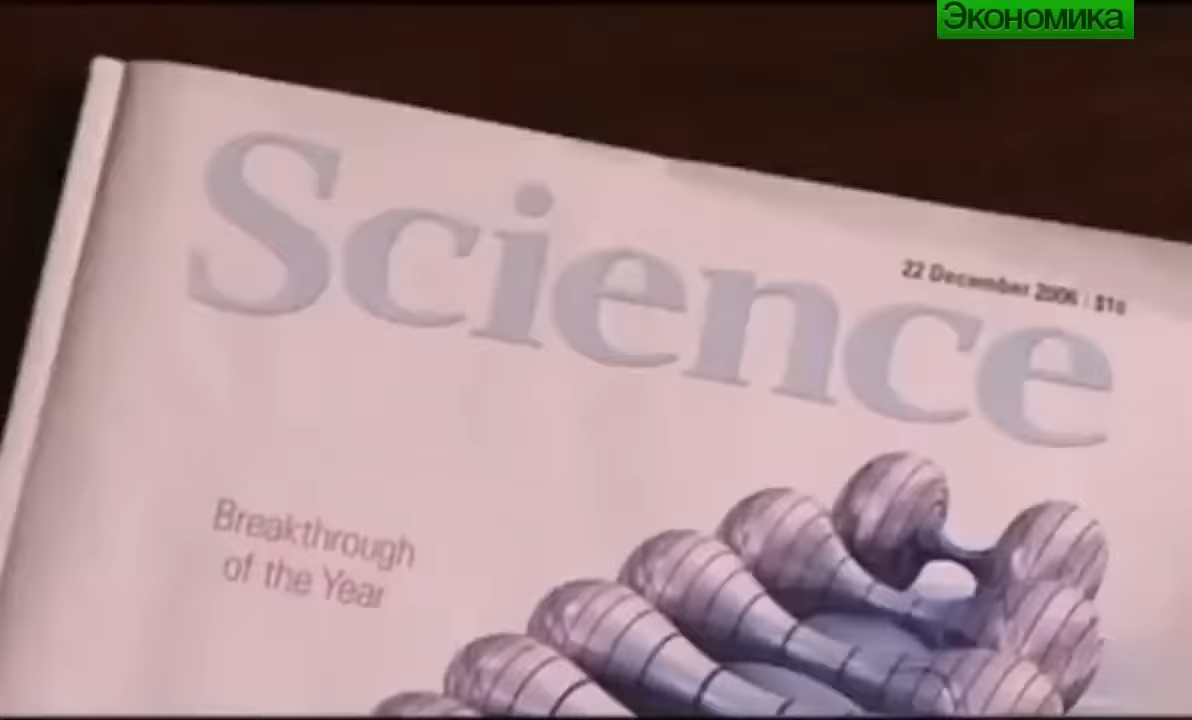 Экономика
Science
22 December 2006 | $10
Breakthrough
of the Year